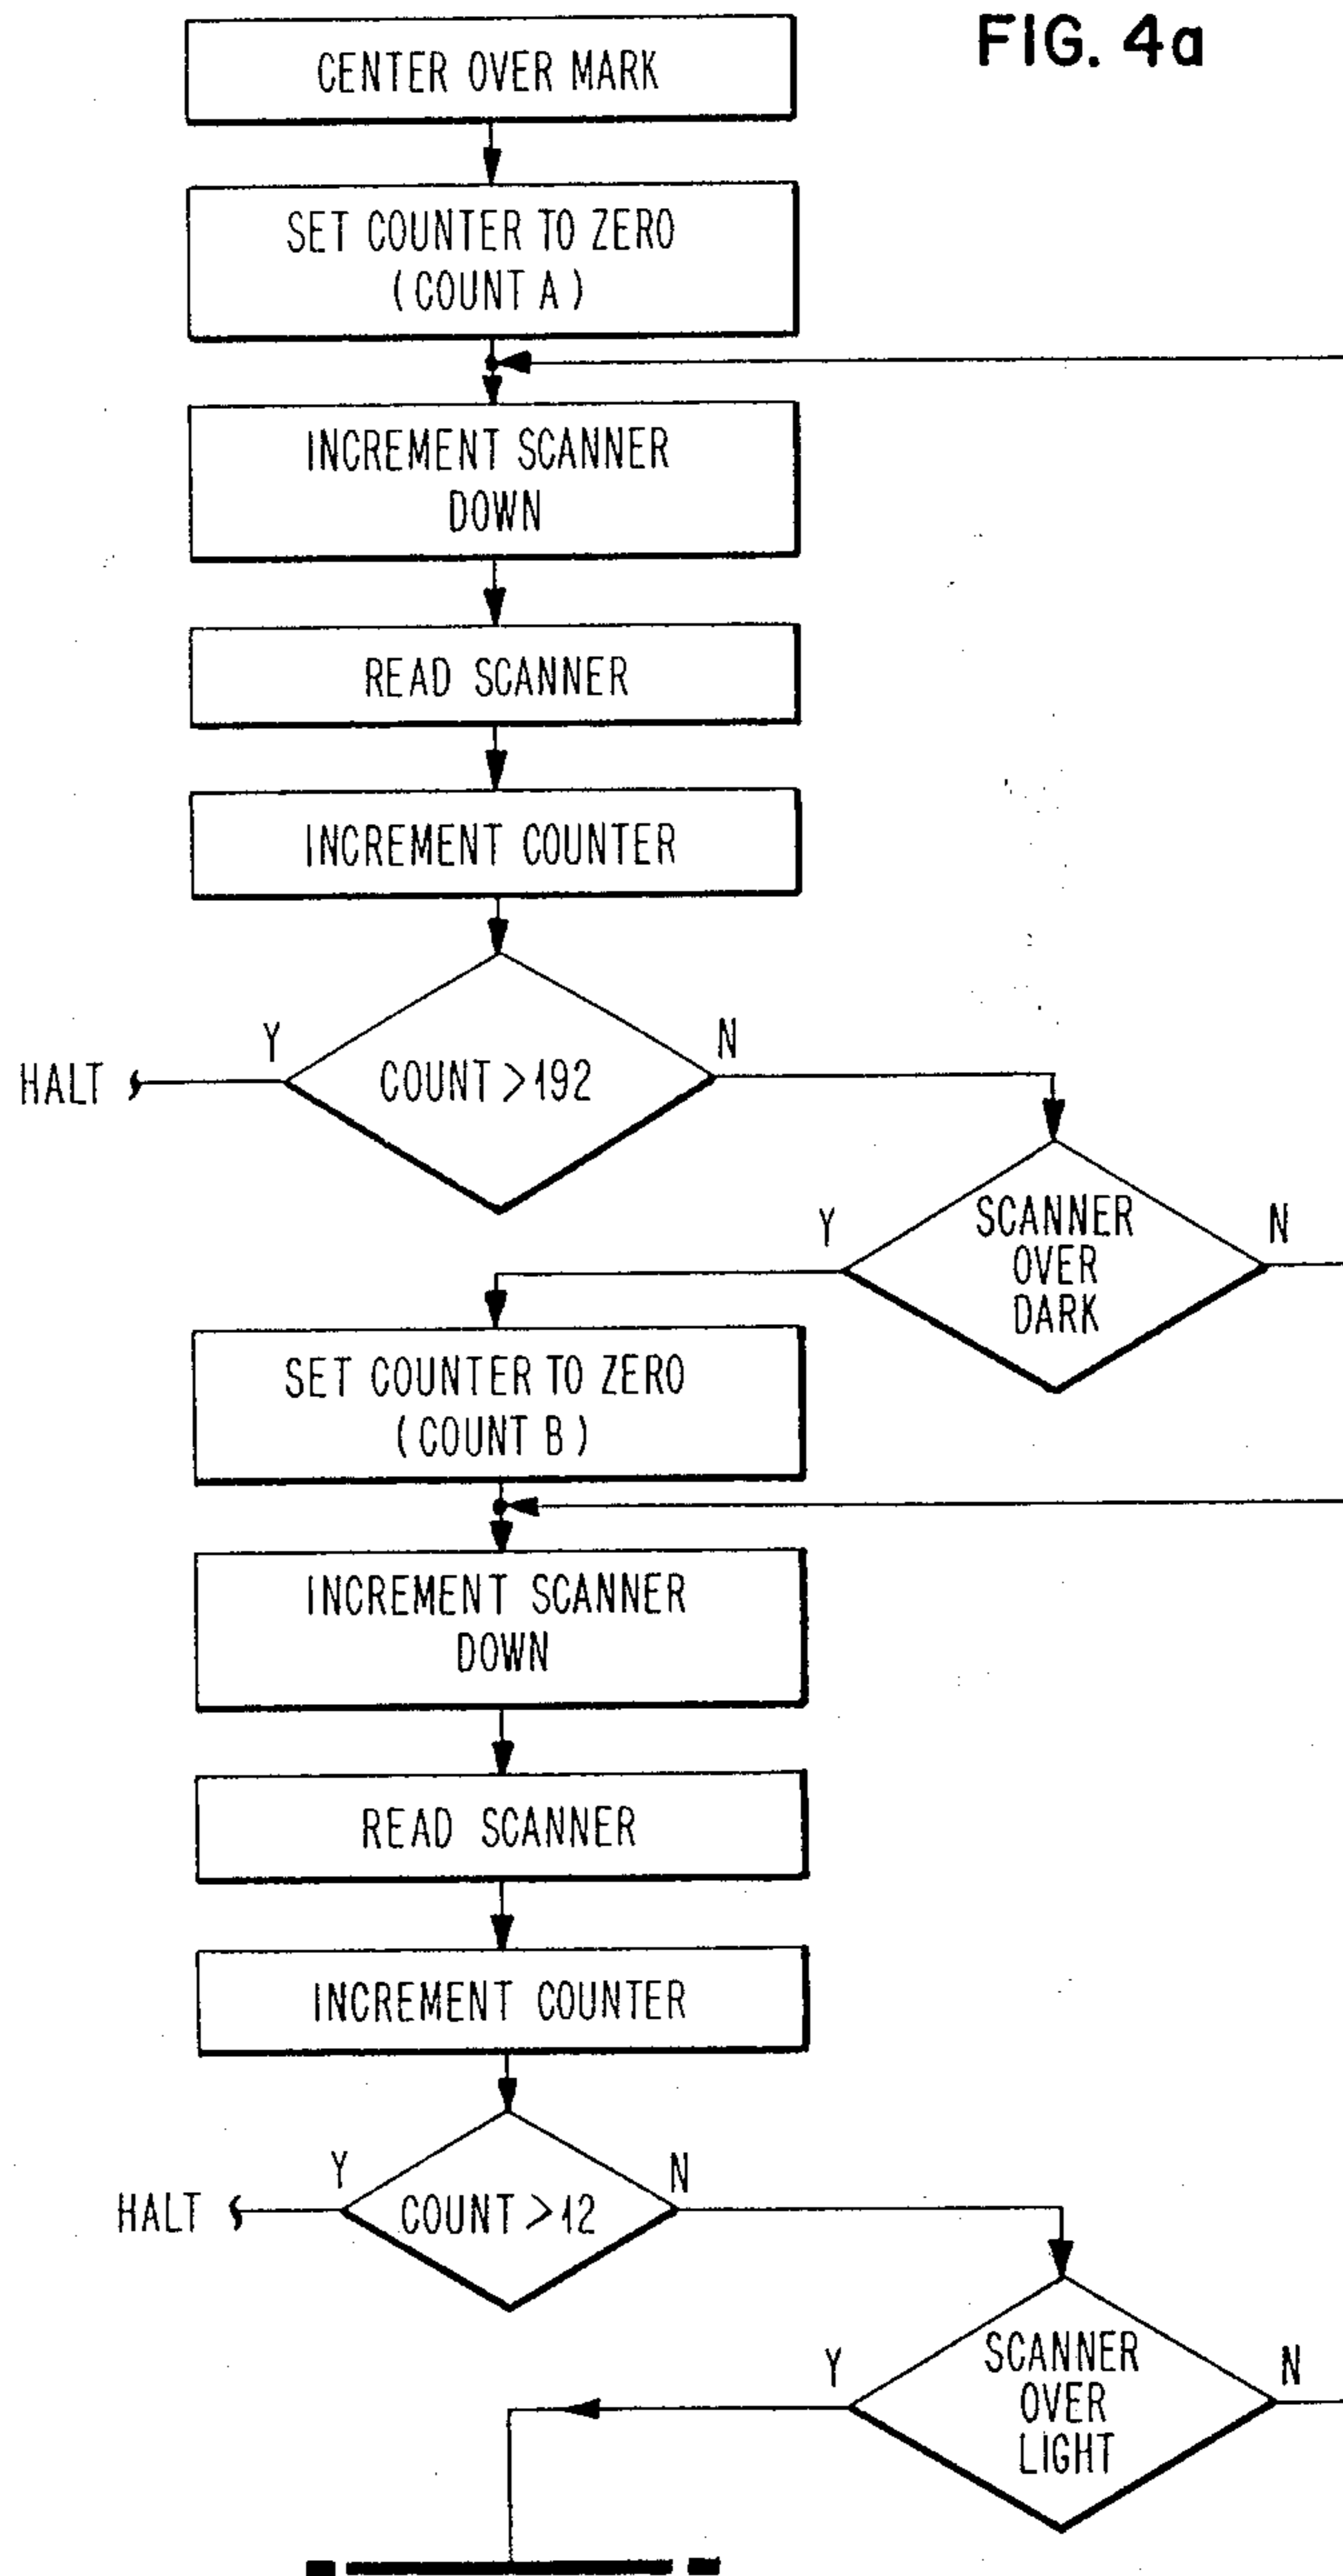 FIG. 4a
CENTER OVER MARK
SET COUNTER TO ZERO
(COUNT A)
INCREMENT SCANNER
DOWN
READ SCANNER
INCREMENT COUNTER
Y
N
HALT
COUNT >192
Y
SCANNER
OVER
DARK
N
SET COUNTER TO ZERO
(COUNT B)
INCREMENT SCANNER
DOWN
READ SCANNER
INCREMENT COUNTER
Y
N
HALT
COUNT >12
Y
SCANNER
OVER
LIGHT
N